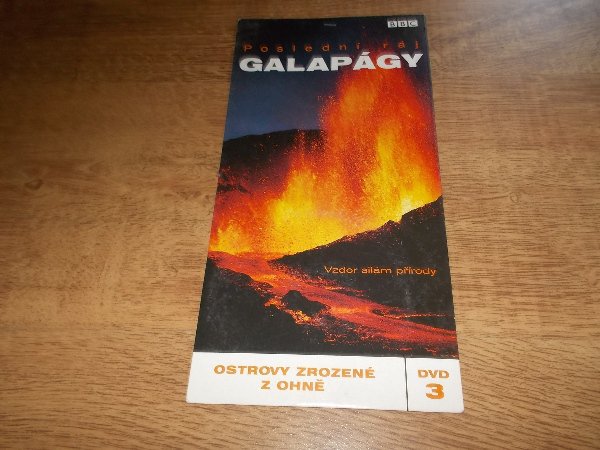 BBC
Poslední ráj
GALAPÁGY
Vzdor silám přírody
OSTROVY ZROZENÉ
Z OHNĚ
DVD
3